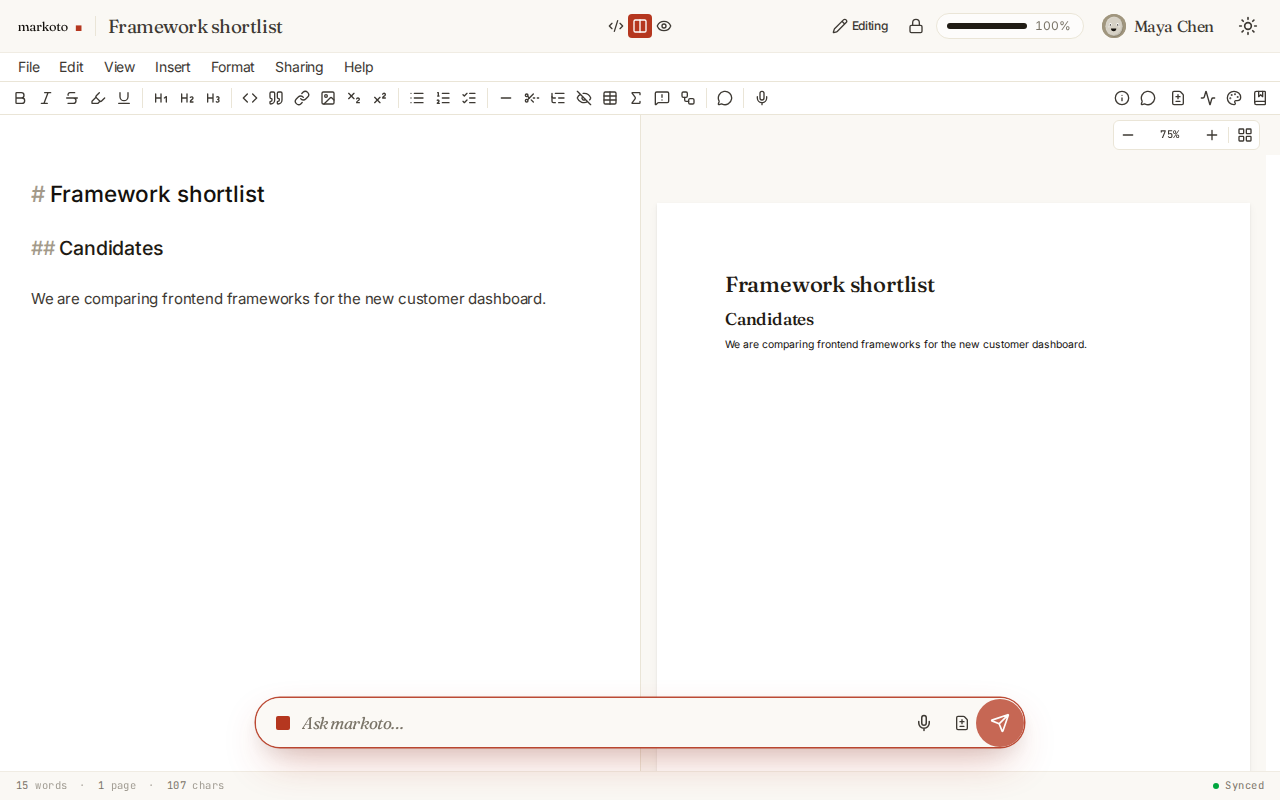 markoto
Framework shortlist
Editing
100%
Maya Chen
File Edit View Insert Format Sharing Help
H1 H2 H3
75%
# Framework shortlist
## Candidates
We are comparing frontend frameworks for the new customer dashboard.
Framework shortlist
Candidates
We are comparing frontend frameworks for the new customer dashboard.
Ask markoto...
15 words · 1 page · 107 chars
Synced